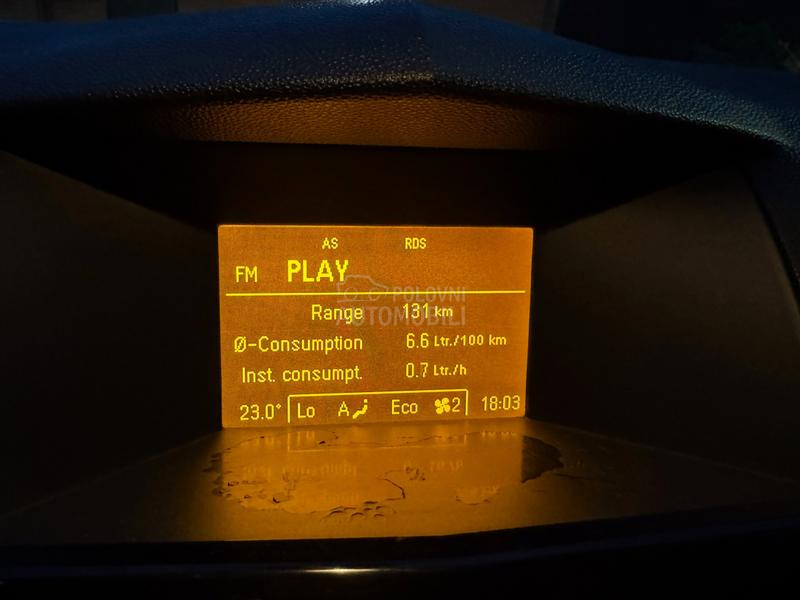 AS RDS
FM PLAY
POLOVNI
AUTOMOBILI
Range 131 km
Ø-Consumption 6.6 Ltr./100 km
Inst. consumpt. 0.7 Ltr./h
23.0° Lo A Eco 2 18:03